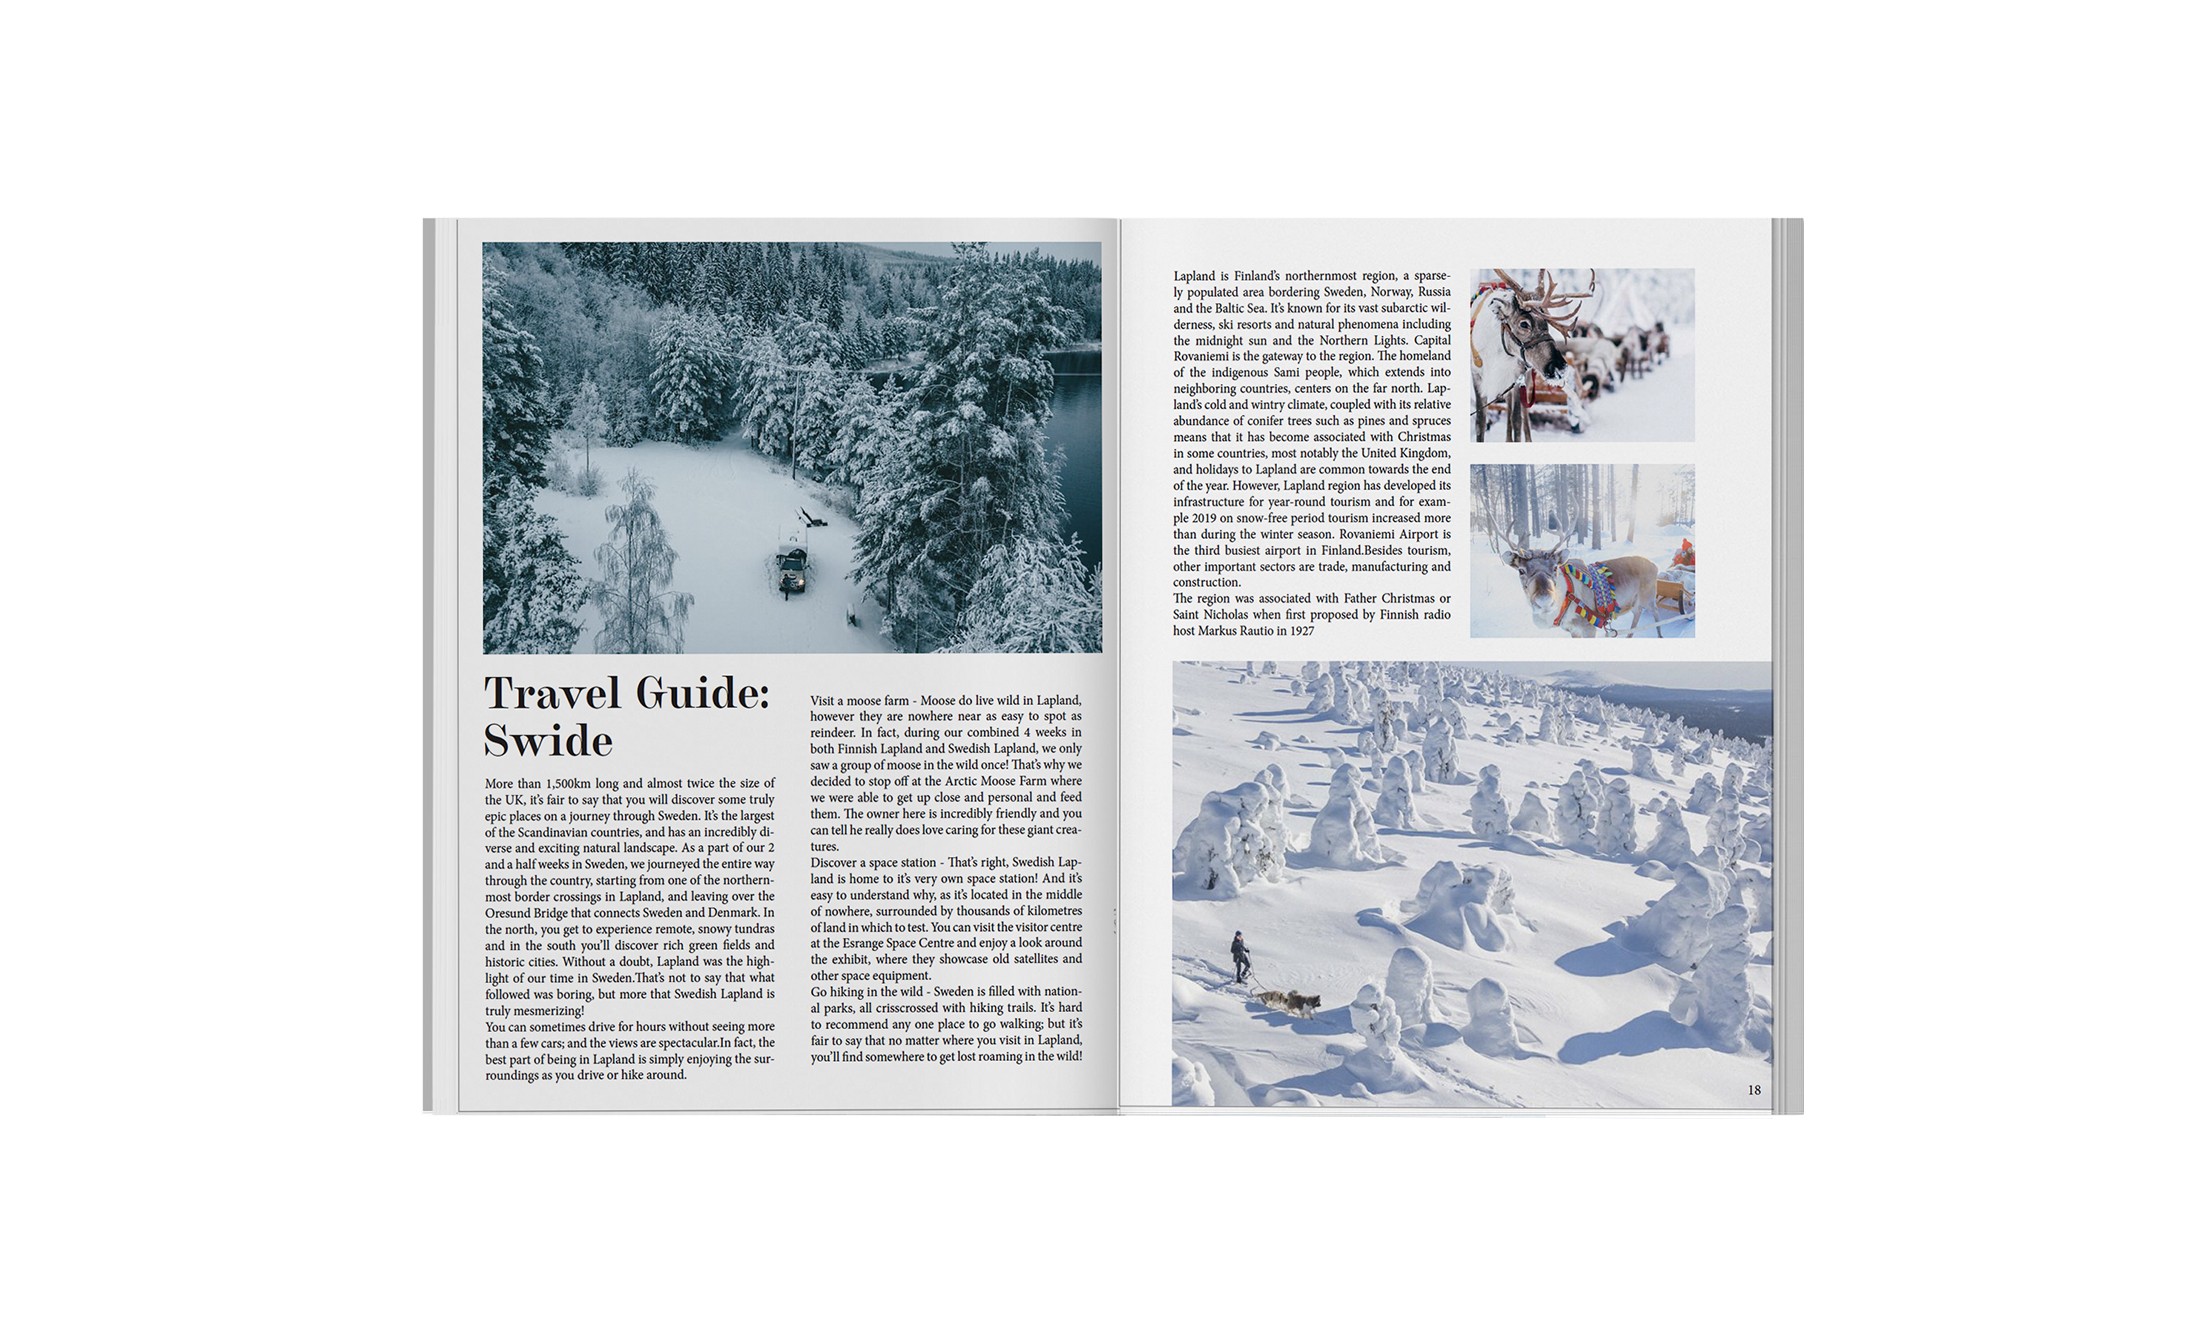 Travel Guide:
Swide
More than 1,500km long and almost twice the size of
the UK, it's fair to say that you will discover some truly
epic places on a journey through Sweden. It's the largest
of the Scandinavian countries, and has an incredibly di-
verse and exciting natural landscape. As a part of our 2
and a half weeks in Sweden, we journeyed the entire way
through the country, starting from one of the northern-
most border crossings in Lapland, and leaving over the
Oresund Bridge that connects Sweden and Denmark. In
the north, you get to experience remote, snowy tundras
and in the south you'll discover rich green fields and
historic cities. Without a doubt, Lapland was the high-
light of our time in Sweden.That's not to say that what
followed was boring, but more that Swedish Lapland is
truly mesmerizing!
You can sometimes drive for hours without seeing more
than a few cars; and the views are spectacular.In fact, the
best part of being in Lapland is simply enjoying the sur-
roundings as you drive or hike around.
Visit a moose farm - Moose do live wild in Lapland,
however they are nowhere near as easy to spot as
reindeer. In fact, during our combined 4 weeks in
both Finnish Lapland and Swedish Lapland, we only
saw a group of moose in the wild once! That's why we
decided to stop off at the Arctic Moose Farm where
we were able to get up close and personal and feed
them. The owner here is incredibly friendly and you
can tell he really does love caring for these giant crea-
tures.
Discover a space station - That's right, Swedish Lap-
land is home to it's very own space station! And it's
easy to understand why, as it's located in the middle
of nowhere, surrounded by thousands of kilometres
of land in which to test. You can visit the visitor centre
at the Esrange Space Centre and enjoy a look around
the exhibit, where they showcase old satellites and
other space equipment.
Go hiking in the wild - Sweden is filled with nation-
al parks, all crisscrossed with hiking trails. It's hard
to recommend any one place to go walking; but it's
fair to say that no matter where you visit in Lapland,
you'll find somewhere to get lost roaming in the wild!
Lapland is Finland's northernmost region, a sparse-
ly populated area bordering Sweden, Norway, Russia
and the Baltic Sea. It's known for its vast subarctic wil-
derness, ski resorts and natural phenomena including
the midnight sun and the Northern Lights. Capital
Rovaniemi is the gateway to the region. The homeland
of the indigenous Sami people, which extends into
neighboring countries, centers on the far north. Lap-
land's cold and wintry climate, coupled with its relative
abundance of conifer trees such as pines and spruces
means that it has become associated with Christmas
in some countries, most notably the United Kingdom,
and holidays to Lapland are common towards the end
of the year. However, Lapland region has developed its
infrastructure for year-round tourism and for exam-
ple 2019 on snow-free period tourism increased more
than during the winter season. Rovaniemi Airport is
the third busiest airport in Finland.Besides tourism,
other important sectors are trade, manufacturing and
construction.
The region was associated with Father Christmas or
Saint Nicholas when first proposed by Finnish radio
host Markus Rautio in 1927
18